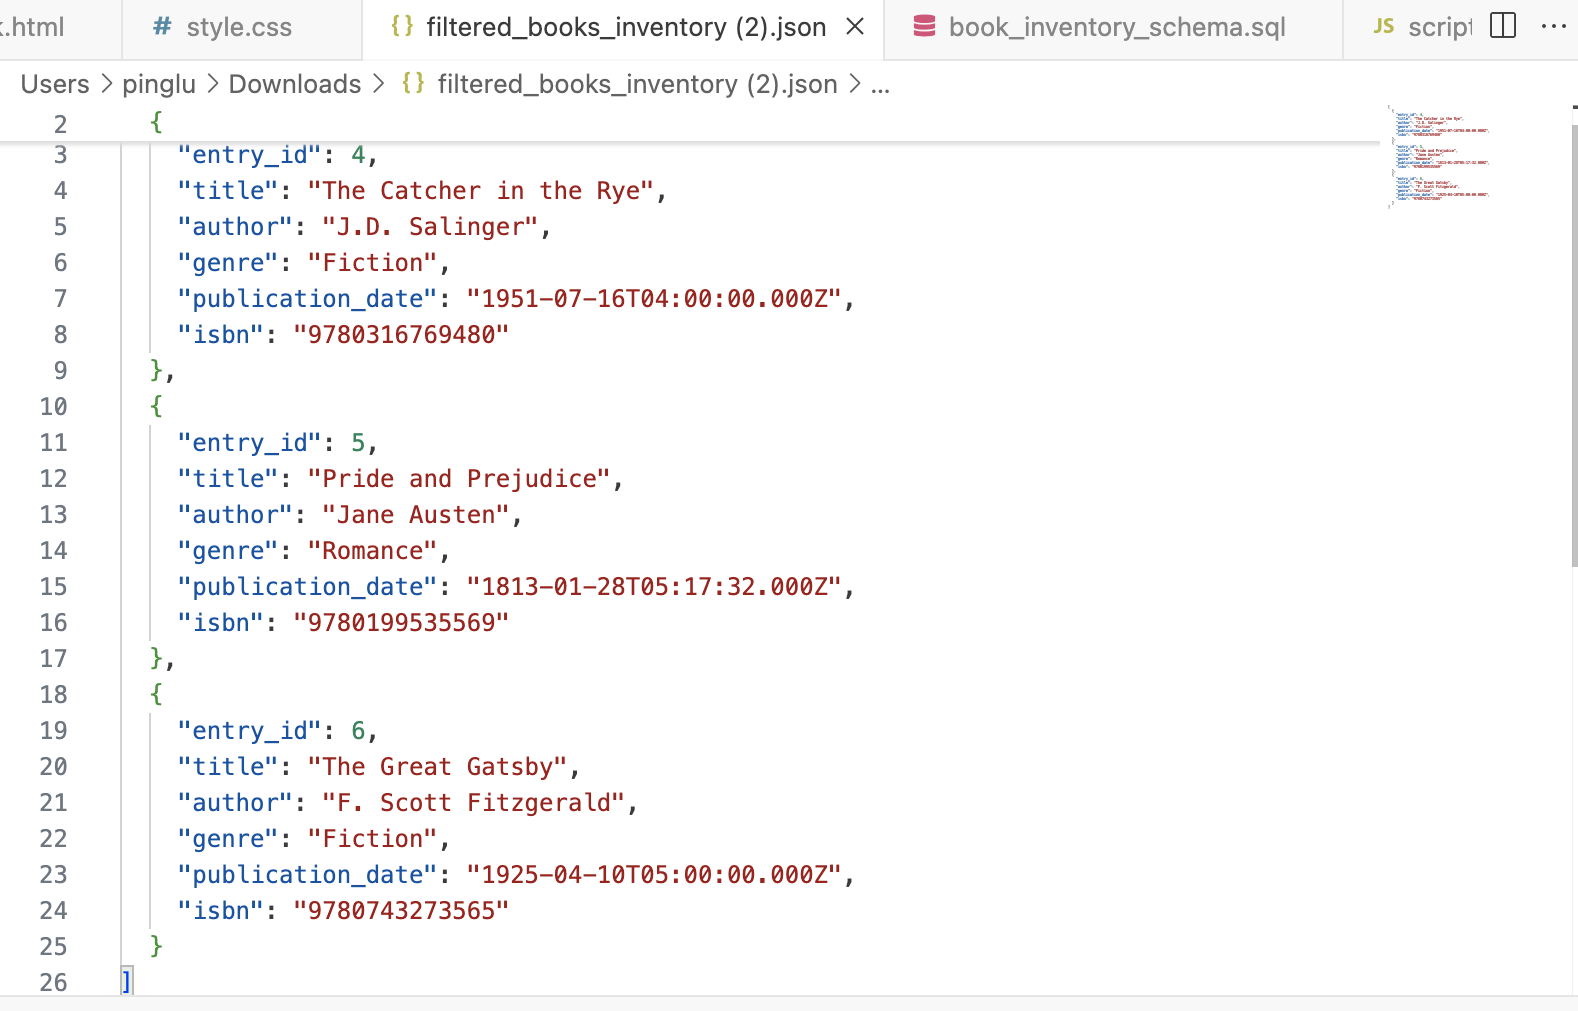 .html
# style.css
{} filtered_books_inventory (2).json ×
book_inventory_schema.sql
JS script
Users > pinglu > Downloads > {} filtered_books_inventory (2).json > ...
2 {
3 "entry_id": 4,
4 "title": "The Catcher in the Rye",
5 "author": "J.D. Salinger",
6 "genre": "Fiction",
7 "publication_date": "1951-07-16T04:00:00.000Z",
8 "isbn": "9780316769480"
9 },
10 {
11 "entry_id": 5,
12 "title": "Pride and Prejudice",
13 "author": "Jane Austen",
14 "genre": "Romance",
15 "publication_date": "1813-01-28T05:17:32.000Z",
16 "isbn": "9780199535569"
17 },
18 {
19 "entry_id": 6,
20 "title": "The Great Gatsby",
21 "author": "F. Scott Fitzgerald",
22 "genre": "Fiction",
23 "publication_date": "1925-04-10T05:00:00.000Z",
24 "isbn": "9780743273565"
25 }
26 ]